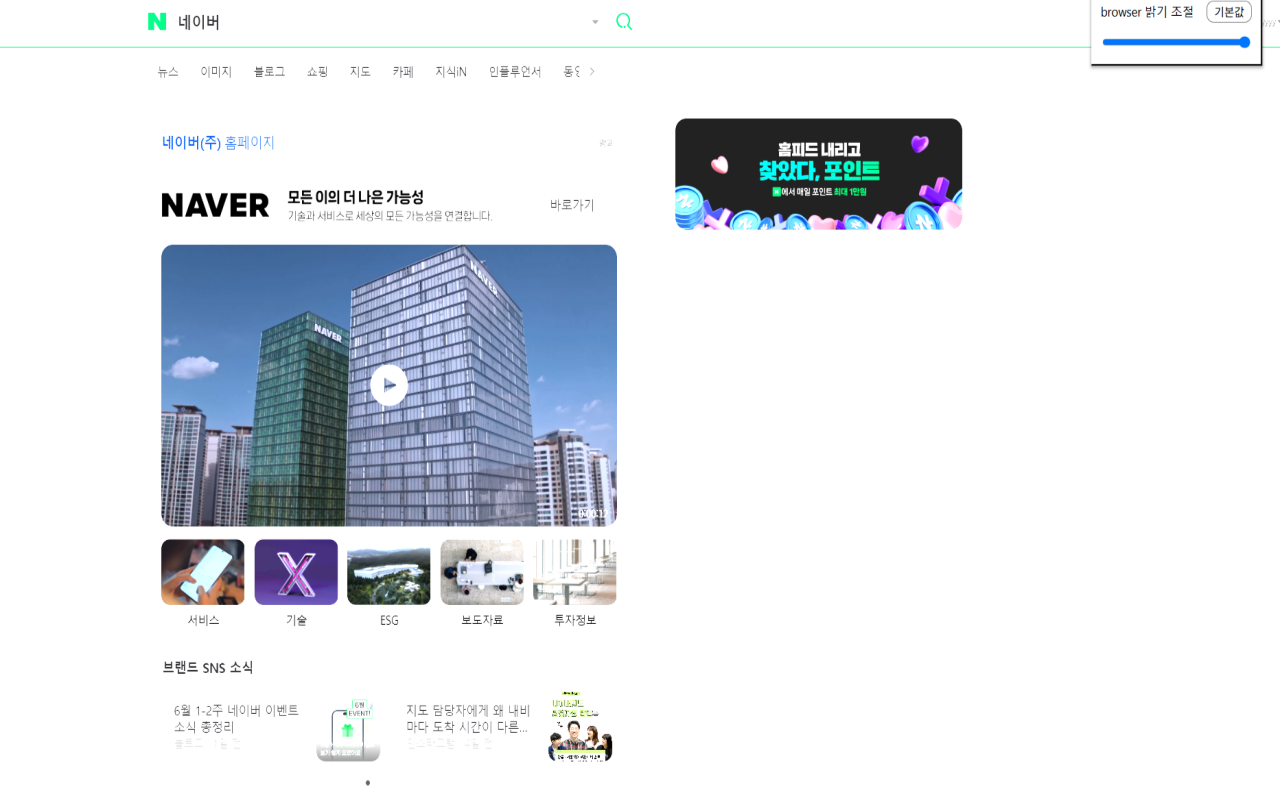 네이버
browser 밝기 조절 기본값
뉴스 이미지 블로그 쇼핑 지도 카페 지식iN 인플루언서
네이버(주) 홈페이지 광고
NAVER
모든 이의 더 나은 가능성
기술과 서비스로 세상의 모든 가능성을 연결합니다.
바로가기
홈피드 내리고
찾았다, 포인트
N에서 매일 포인트 최대 1만원
NAVER
NAVER
서비스 기술 ESG 보도자료 투자정보
브랜드 SNS 소식
6월 1-2주 네이버 이벤트
소식 총정리
6월
EVENT!
지도 담당자에게 왜 내비
마다 도착 시간이 다른...